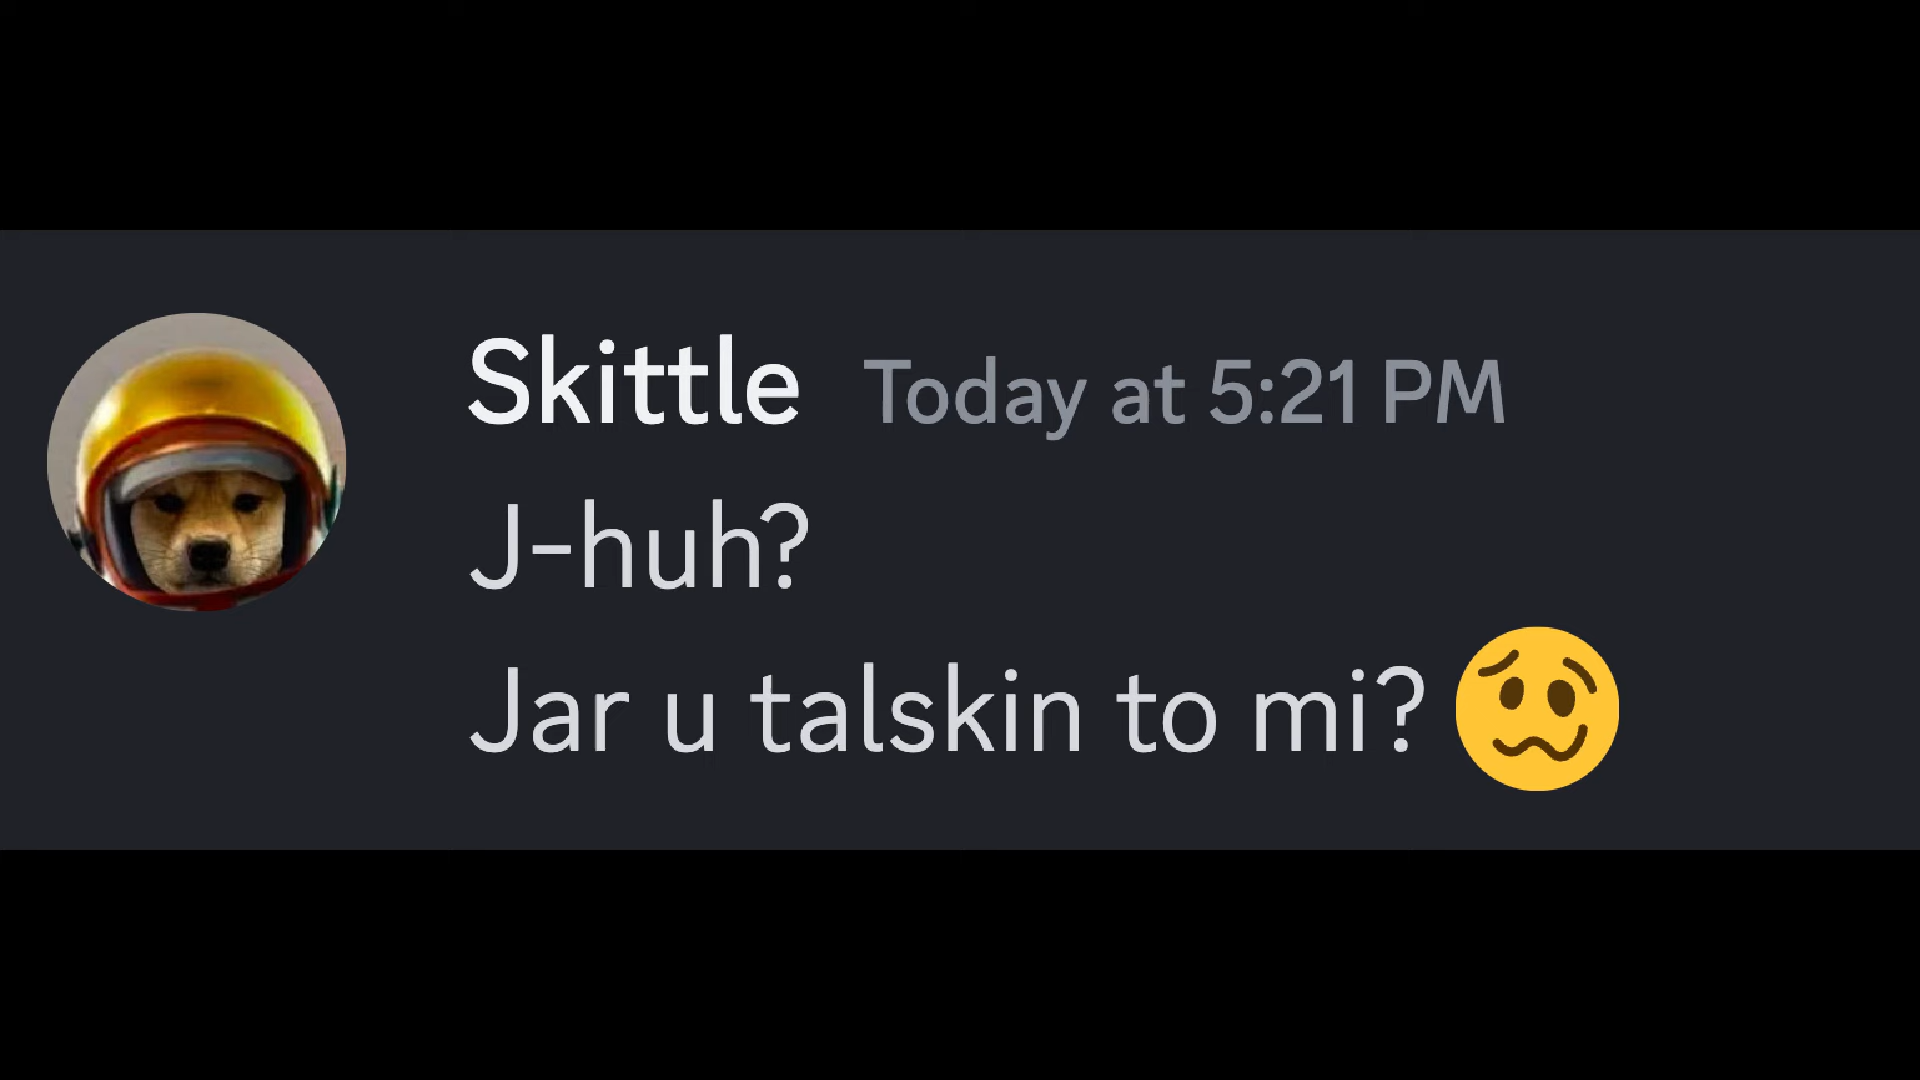 Skittle Today at 5:21 PM
J-huh?
Jar u talskin to mi? 🥴